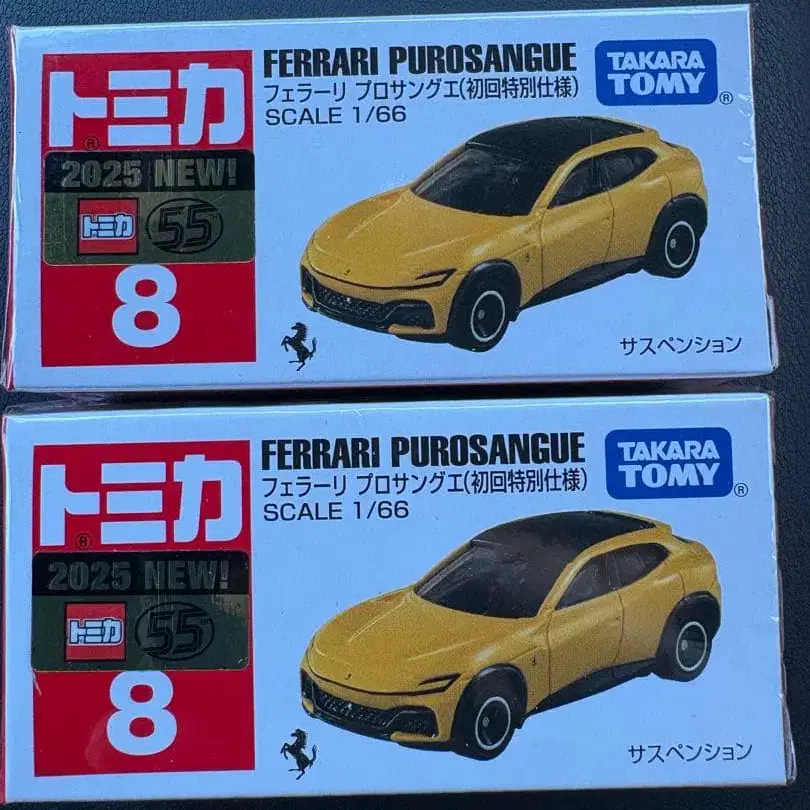 FERRARI PUROSANGUE
フェラーリ プロサングエ(初回特別仕様)
SCALE 1/66
TAKARA
TOMY
®
トミカ
®
2025 NEW!
トミカ 55
8
サスペンション
FERRARI PUROSANGUE
フェラーリ プロサングエ(初回特別仕様)
SCALE 1/66
TAKARA
TOMY
®
トミカ
®
2025 NEW!
トミカ 55
8
サスペンション